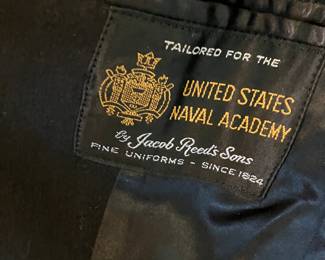 TAILORED FOR THE
UNITED STATES
NAVAL ACADEMY
By Jacob Reed's Sons
FINE UNIFORMS - SINCE 1824